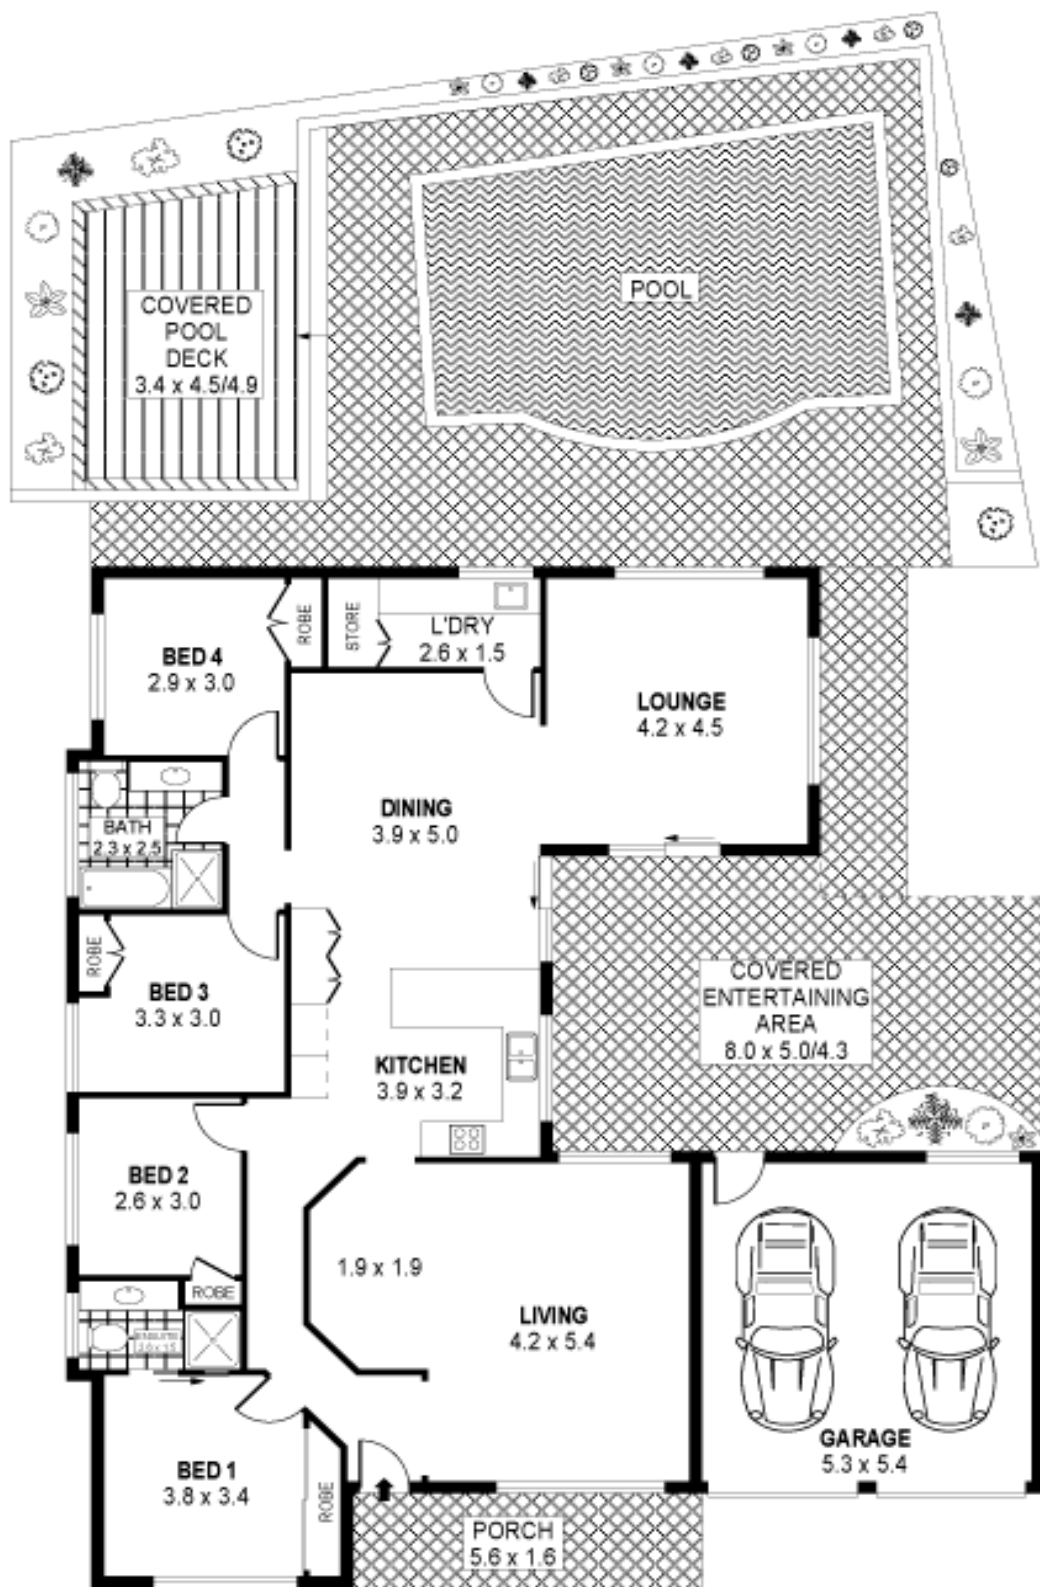 COVERED
POOL
DECK
3.4 x 4.5/4.9
POOL
BED 4
2.9 x 3.0
ROBE
STORE
L'DRY
2.6 x 1.5
LOUNGE
4.2 x 4.5
BATH
2.3 x 2.5
DINING
3.9 x 5.0
ROBE
BED 3
3.3 x 3.0
COVERED
ENTERTAINING
AREA
8.0 x 5.0/4.3
KITCHEN
3.9 x 3.2
BED 2
2.6 x 3.0
ROBE
1.9 x 1.9
LIVING
4.2 x 5.4
ENSUITE
GARAGE
5.3 x 5.4
BED 1
3.8 x 3.4
ROBE
PORCH
5.6 x 1.6